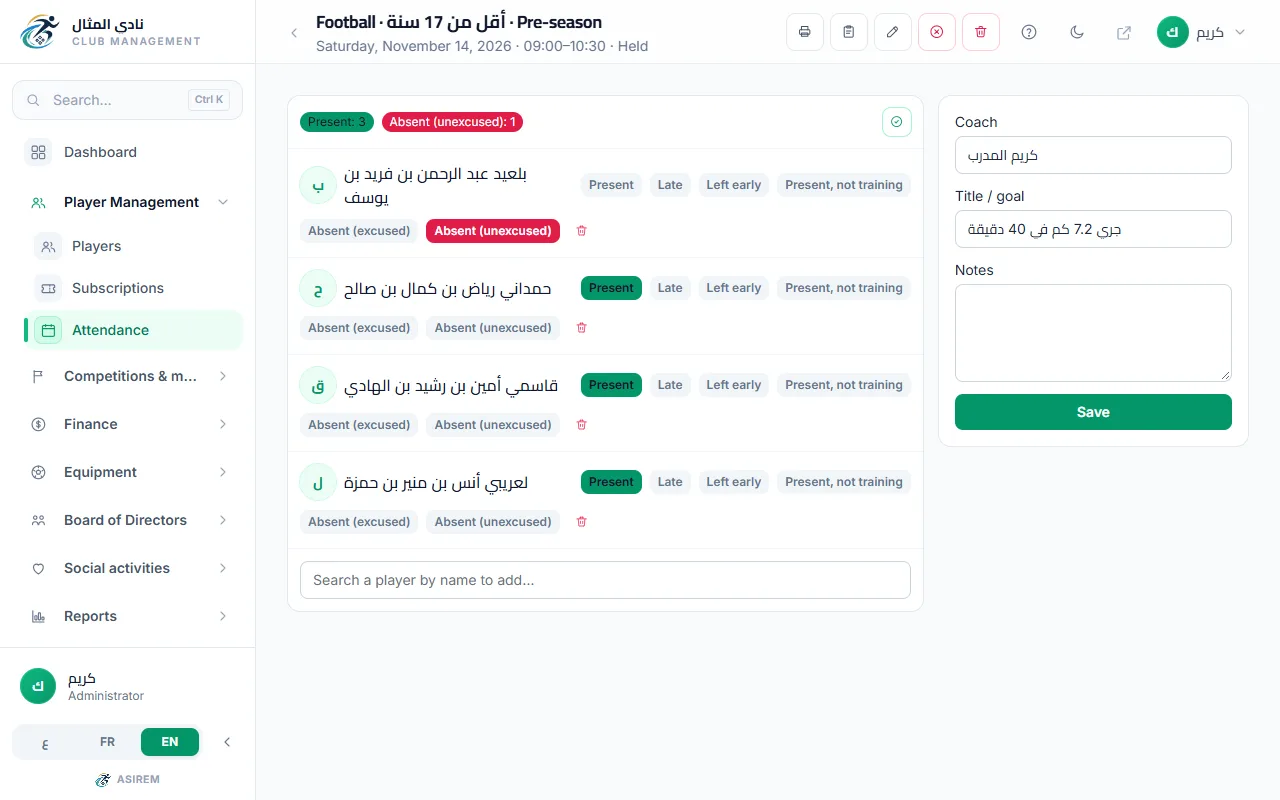 نادي المثال
CLUB MANAGEMENT
Search...
Ctrl K
Dashboard
Player Management
Players
Subscriptions
Attendance
Competitions & m...
Finance
Equipment
Board of Directors
Social activities
Reports
ك
كريم
Administrator
ع
FR
EN
ASIREM
Football · أقل من 17 سنة · Pre-season
Saturday, November 14, 2026 · 09:00–10:30 · Held
ك
كريم
Present: 3
Absent (unexcused): 1
ب
بلعيد عبد الرحمن بن فريد بن
يوسف
Present
Late
Left early
Present, not training
Absent (excused)
Absent (unexcused)
ح
حمداني رياض بن كمال بن صالح
Present
Late
Left early
Present, not training
Absent (excused)
Absent (unexcused)
ق
قاسمي أمين بن رشيد بن الهادي
Present
Late
Left early
Present, not training
Absent (excused)
Absent (unexcused)
ل
لعريبي أنس بن منير بن حمزة
Present
Late
Left early
Present, not training
Absent (excused)
Absent (unexcused)
Search a player by name to add...
Coach
كريم المدرب
Title / goal
جري 7.2 كم في 40 دقيقة
Notes
Save